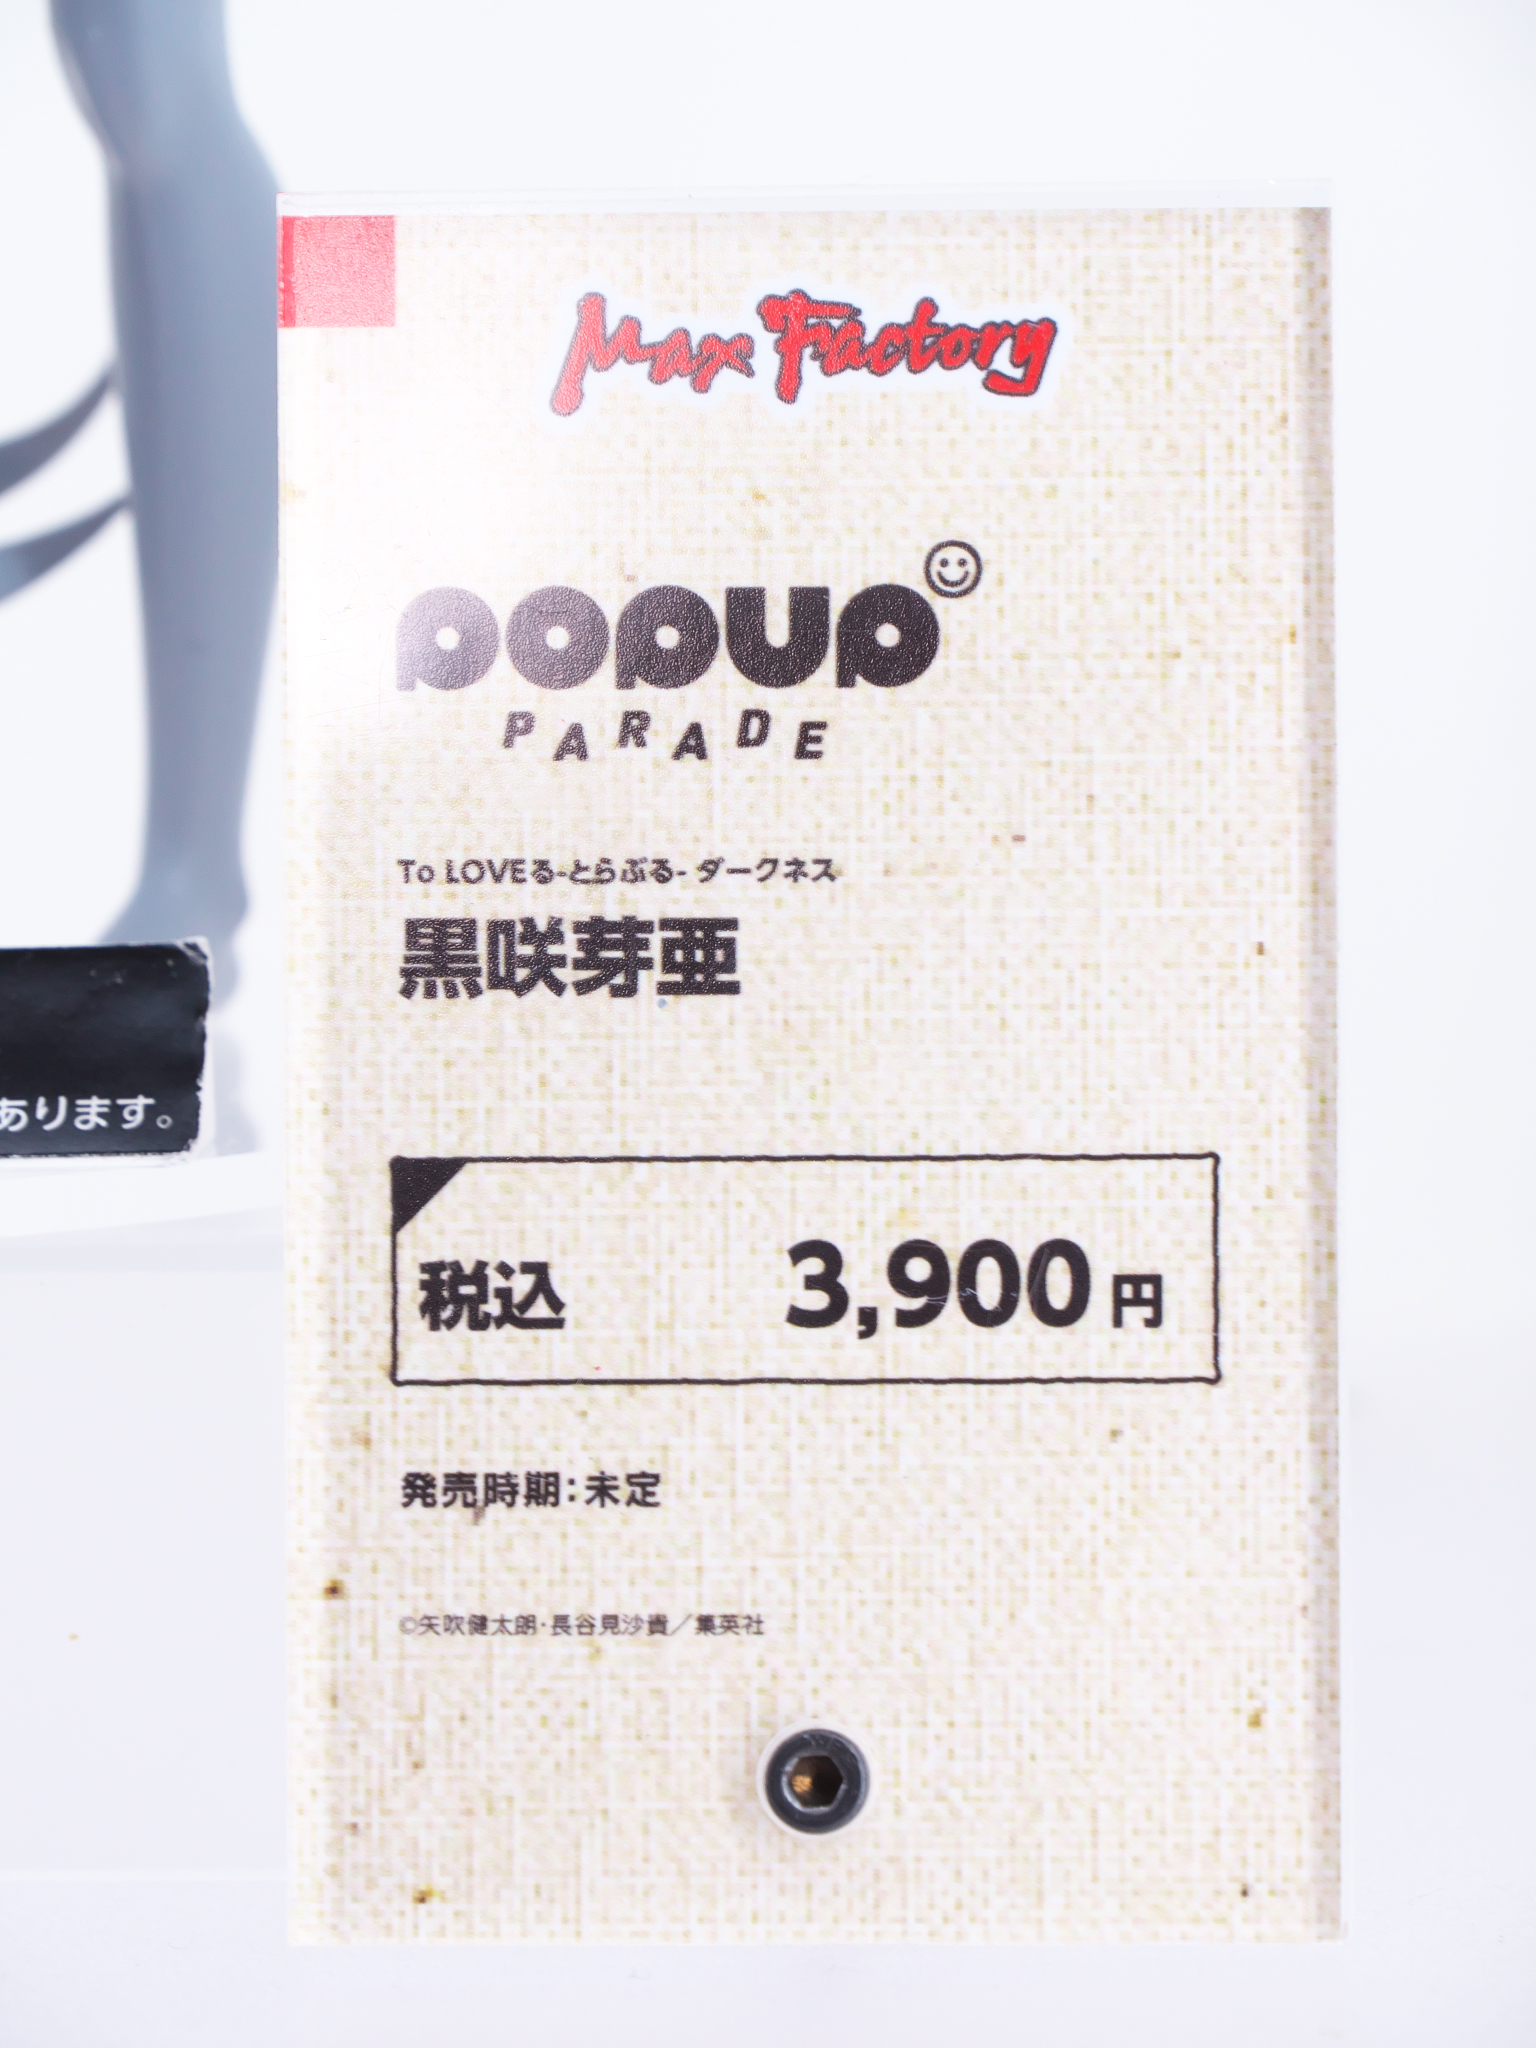 Max Factory
POPUP
PARADE
To LOVEる-とらぶる- ダークネス
黒咲芽亜
税込 3,900円
発売時期：未定
©矢吹健太朗・長谷見沙貴／集英社
あります。